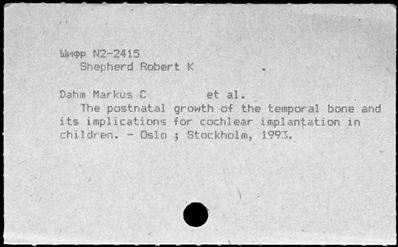 Шифр N2-2415
Shepherd Robert K
Dahm Markus C et al.
The postnatal growth of the temporal bone and
its implications for cochlear implantation in
children. - Oslo ; Stockholm, 1993.